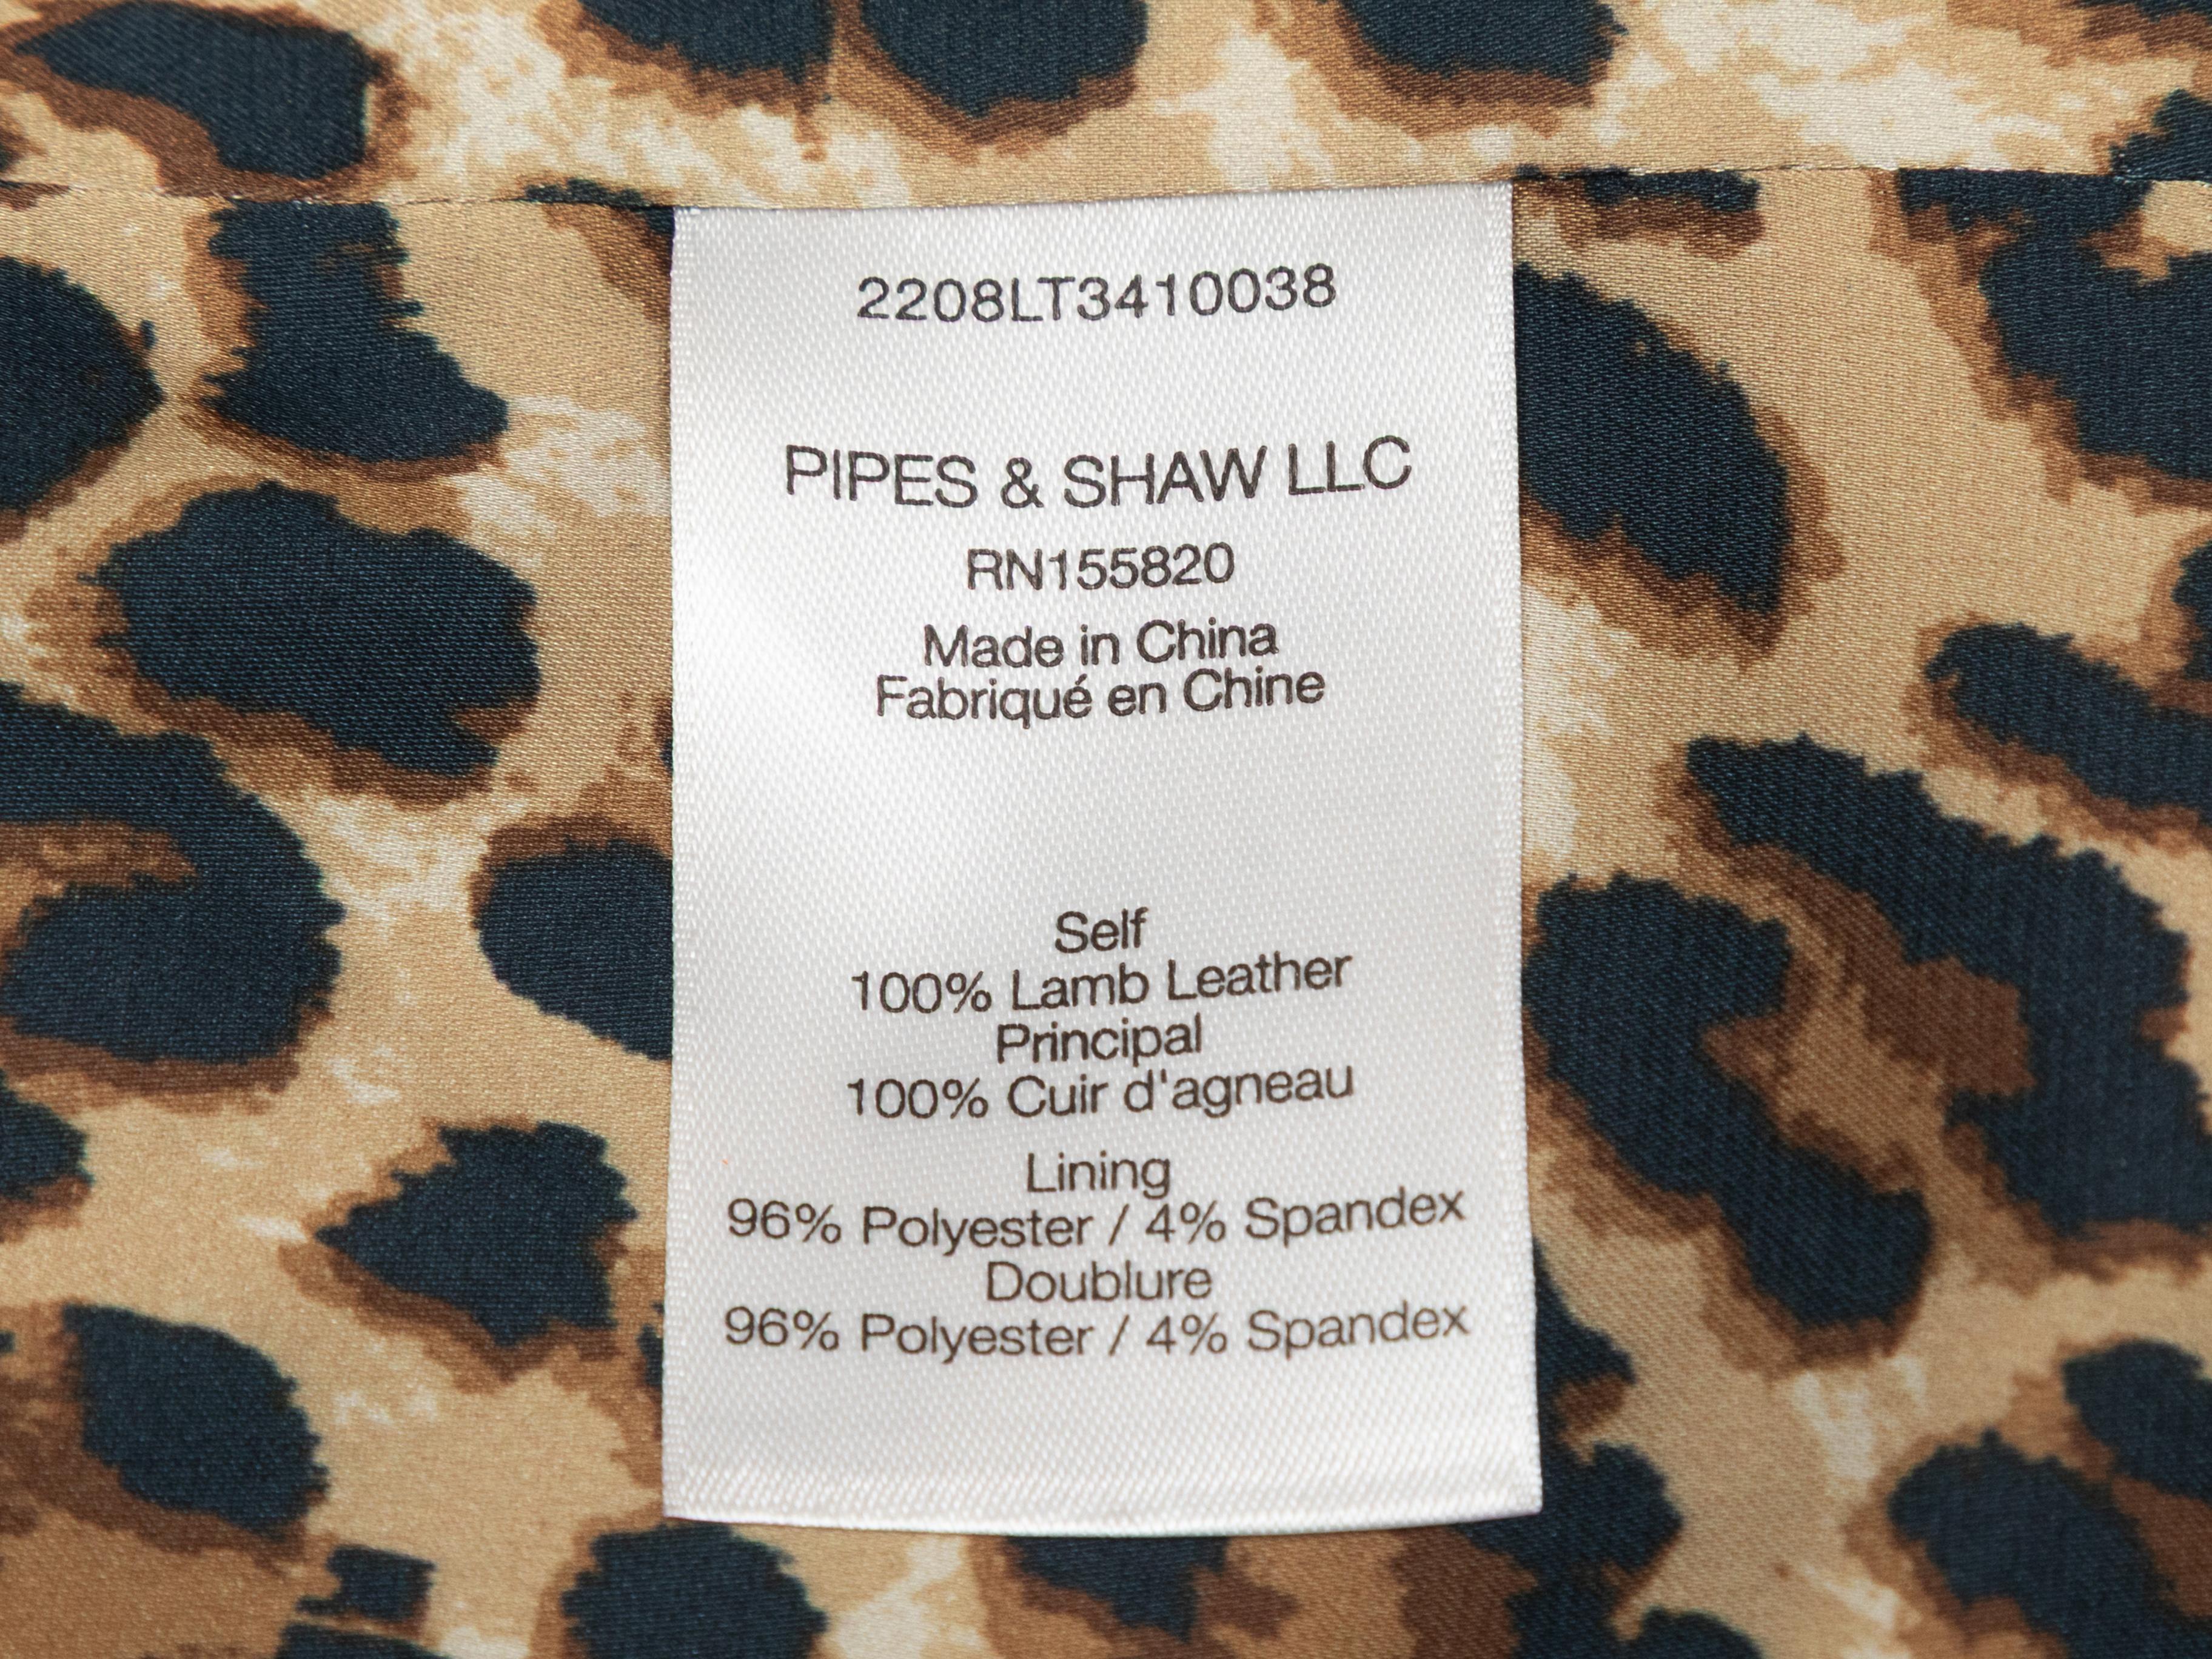 2208LT3410038
PIPES & SHAW LLC
RN155820
Made in China
Fabriqué en Chine
Self
100% Lamb Leather
Principal
100% Cuir d'agneau
Lining
96% Polyester / 4% Spandex
Doublure
96% Polyester / 4% Spandex